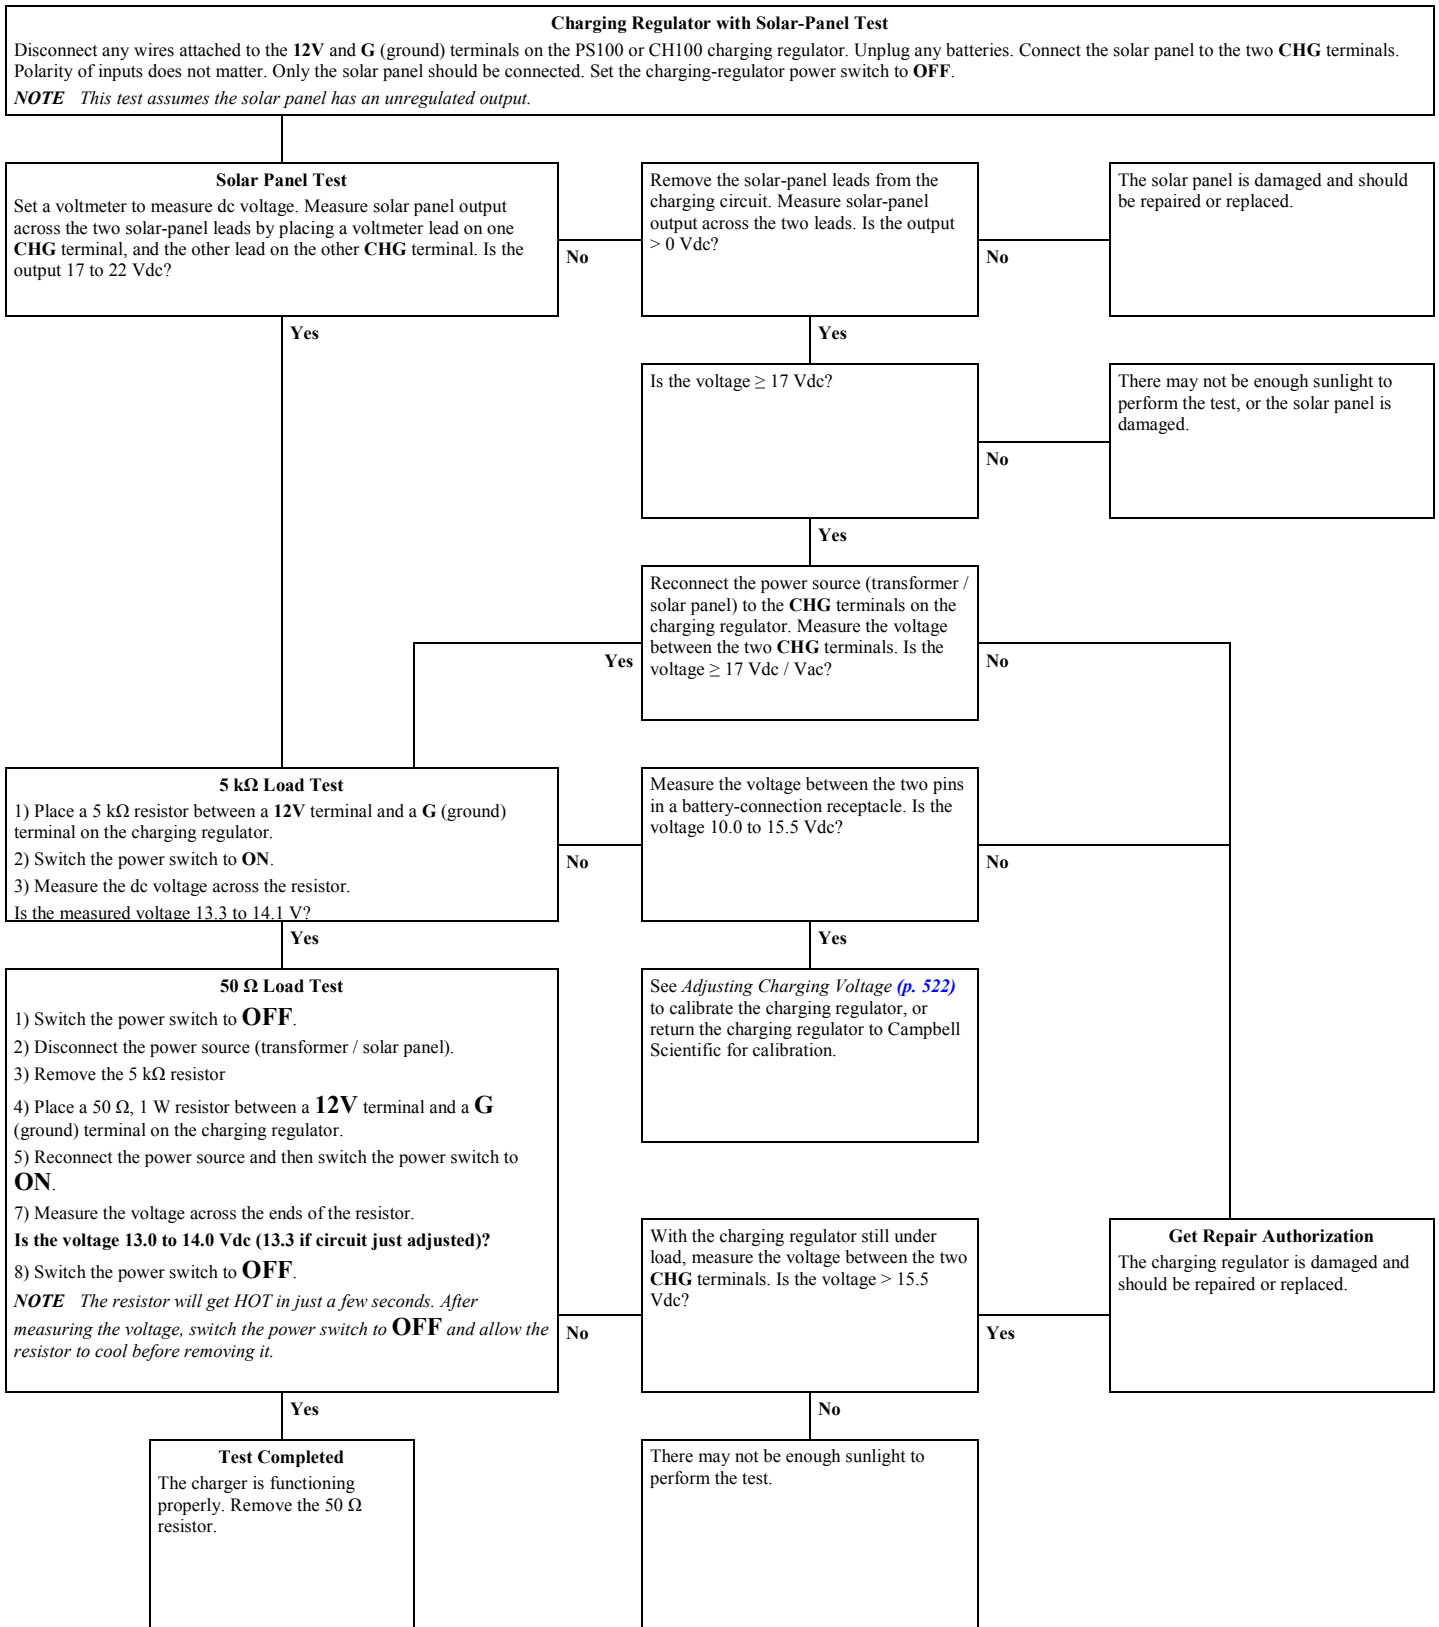 Charging Regulator with Solar-Panel Test
Disconnect any wires attached to the 12V and G (ground) terminals on the PS100 or CH100 charging regulator. Unplug any batteries. Connect the solar panel to the two CHG terminals.
Polarity of inputs does not matter. Only the solar panel should be connected. Set the charging-regulator power switch to OFF.
NOTE This test assumes the solar panel has an unregulated output.
Solar Panel Test
Set a voltmeter to measure dc voltage. Measure solar panel output
across the two solar-panel leads by placing a voltmeter lead on one
CHG terminal, and the other lead on the other CHG terminal. Is the
output 17 to 22 Vdc?
No
Remove the solar-panel leads from the
charging circuit. Measure solar-panel
output across the two leads. Is the output
> 0 Vdc?
No
The solar panel is damaged and should
be repaired or replaced.
Yes
Yes
Is the voltage ≥ 17 Vdc?
No
There may not be enough sunlight to
perform the test, or the solar panel is
damaged.
Yes
Reconnect the power source (transformer /
solar panel) to the CHG terminals on the
charging regulator. Measure the voltage
between the two CHG terminals. Is the
voltage ≥ 17 Vdc / Vac?
Yes
No
5 kΩ Load Test
1) Place a 5 kΩ resistor between a 12V terminal and a G (ground)
terminal on the charging regulator.
2) Switch the power switch to ON.
3) Measure the dc voltage across the resistor.
Is the measured voltage 13.3 to 14.1 V?
No
Measure the voltage between the two pins
in a battery-connection receptacle. Is the
voltage 10.0 to 15.5 Vdc?
No
Yes
Yes
50 Ω Load Test
1) Switch the power switch to OFF.
2) Disconnect the power source (transformer / solar panel).
3) Remove the 5 kΩ resistor
4) Place a 50 Ω, 1 W resistor between a 12V terminal and a G
(ground) terminal on the charging regulator.
5) Reconnect the power source and then switch the power switch to
ON.
7) Measure the voltage across the ends of the resistor.
Is the voltage 13.0 to 14.0 Vdc (13.3 if circuit just adjusted)?
8) Switch the power switch to OFF.
NOTE The resistor will get HOT in just a few seconds. After
measuring the voltage, switch the power switch to OFF and allow the
resistor to cool before removing it.
See Adjusting Charging Voltage (p. 522)
to calibrate the charging regulator, or
return the charging regulator to Campbell
Scientific for calibration.
No
With the charging regulator still under
load, measure the voltage between the two
CHG terminals. Is the voltage > 15.5
Vdc?
Yes
Get Repair Authorization
The charging regulator is damaged and
should be repaired or replaced.
Yes
No
Test Completed
The charger is functioning
properly. Remove the 50 Ω
resistor.
There may not be enough sunlight to
perform the test.